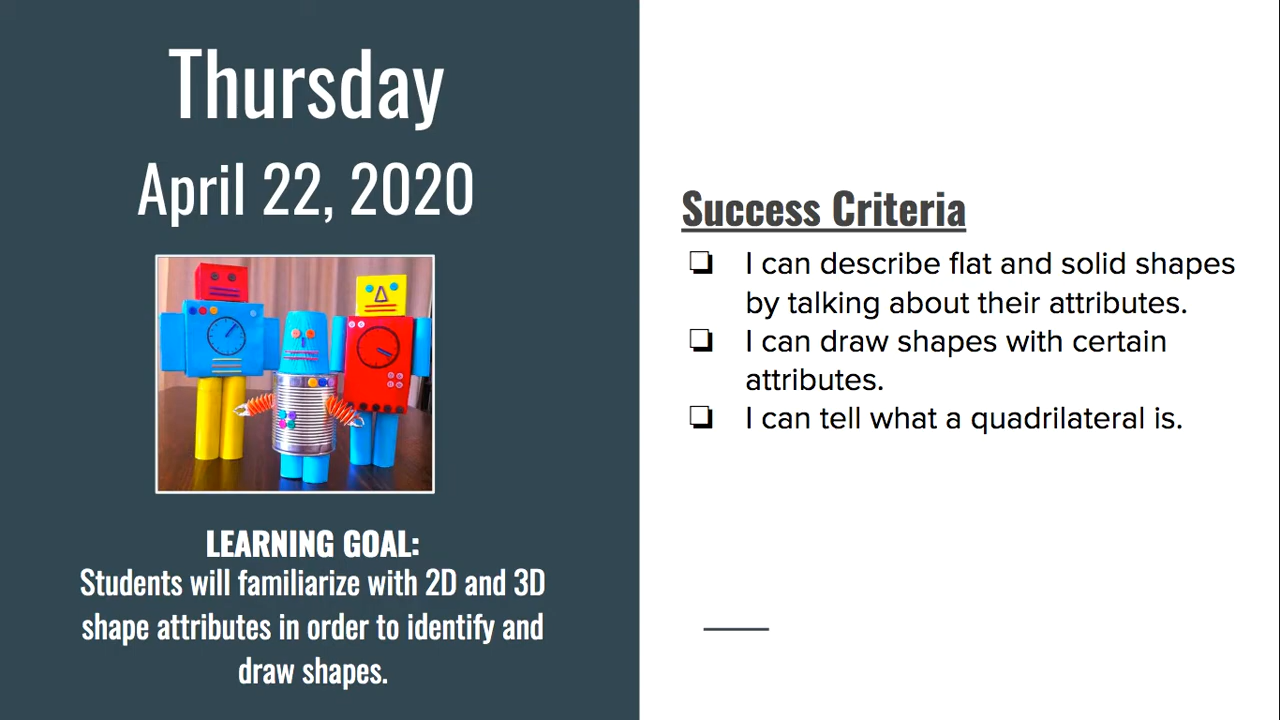 Thursday
April 22, 2020
LEARNING GOAL:
Students will familiarize with 2D and 3D
shape attributes in order to identify and
draw shapes.
Success Criteria
❏ I can describe flat and solid shapes
by talking about their attributes.
❏ I can draw shapes with certain
attributes.
❏ I can tell what a quadrilateral is.